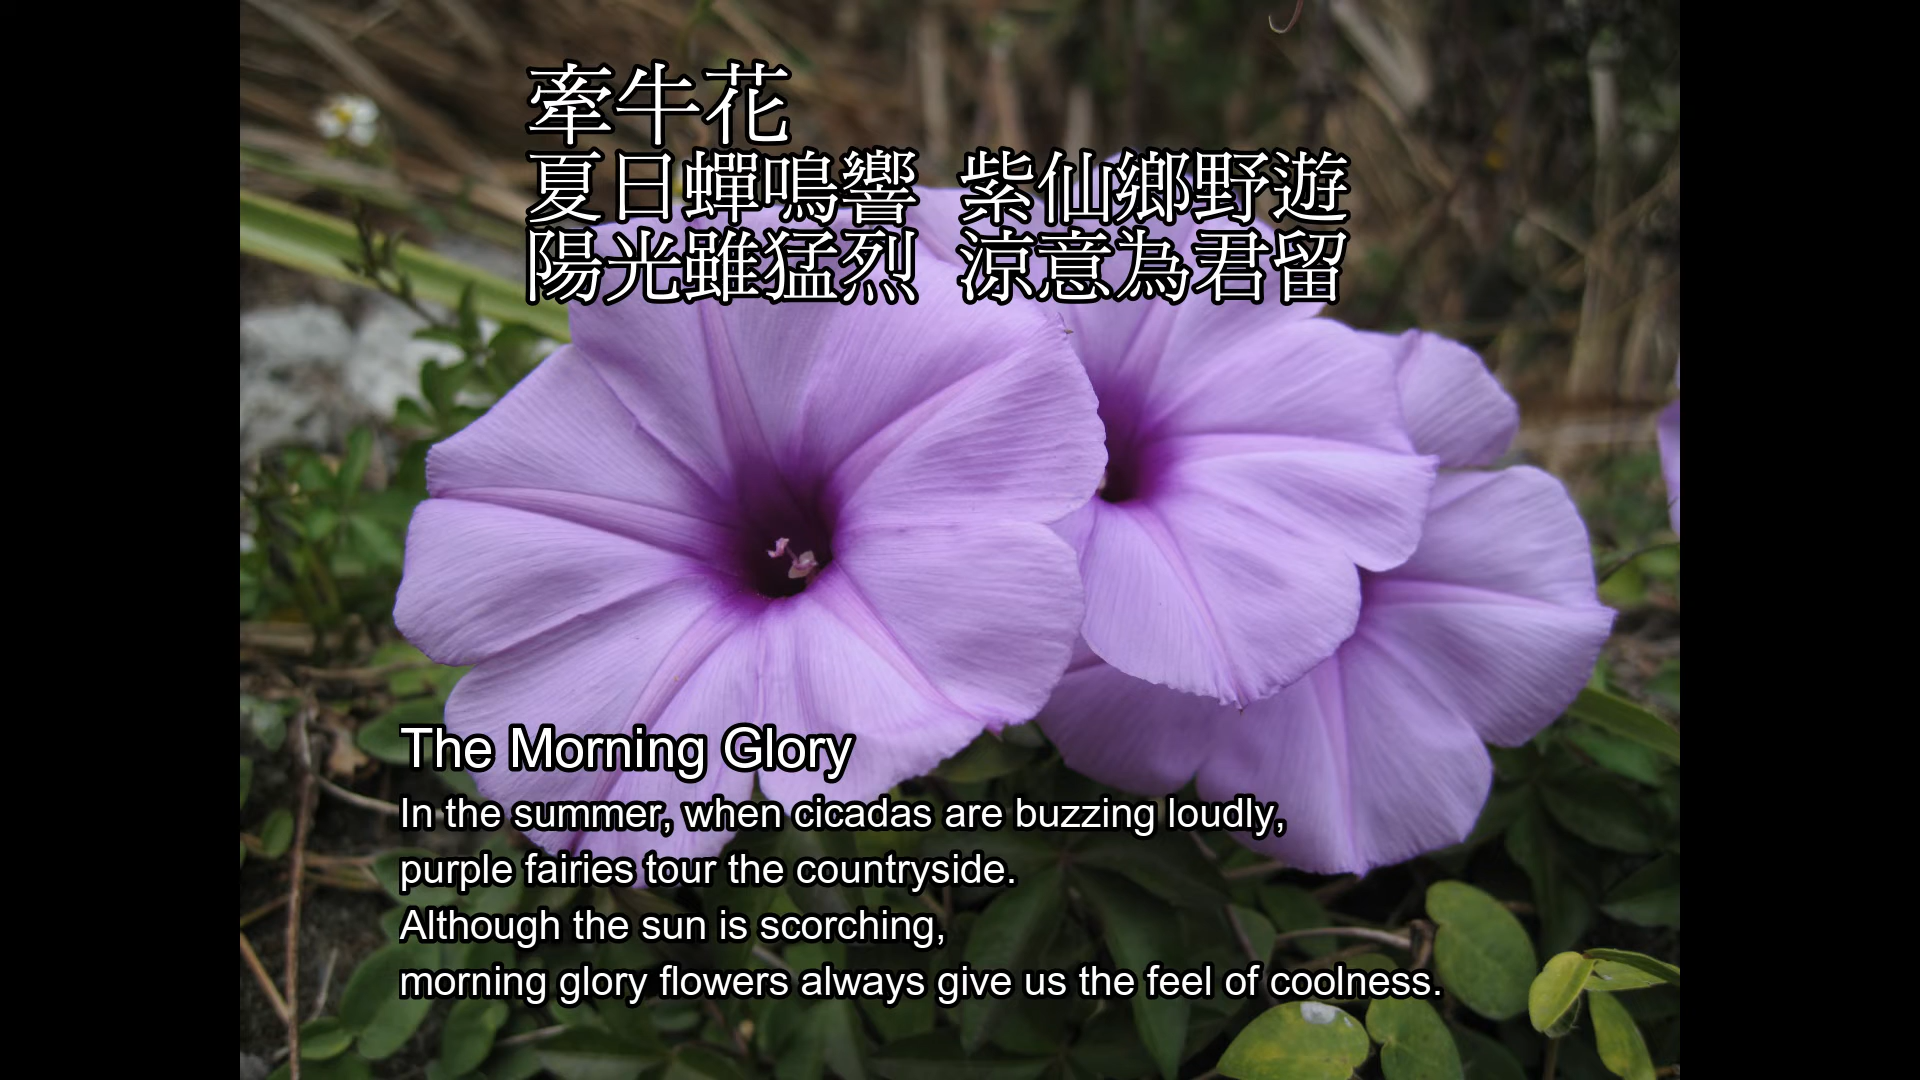 牽牛花
夏日蟬鳴響 紫仙鄉野遊
陽光雖猛烈 涼意為君留
The Morning Glory
In the summer, when cicadas are buzzing loudly,
purple fairies tour the countryside.
Although the sun is scorching,
morning glory flowers always give us the feel of coolness.